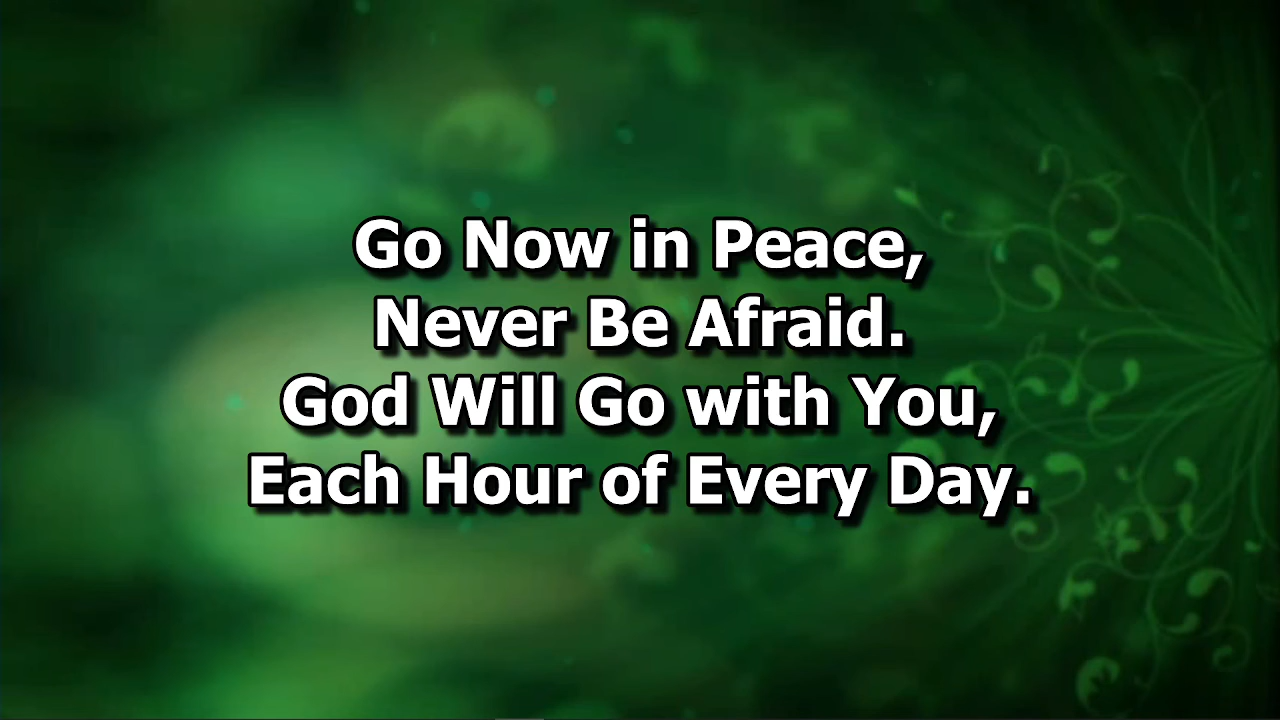 Go Now in Peace,
Never Be Afraid.
God Will Go with You,
Each Hour of Every Day.